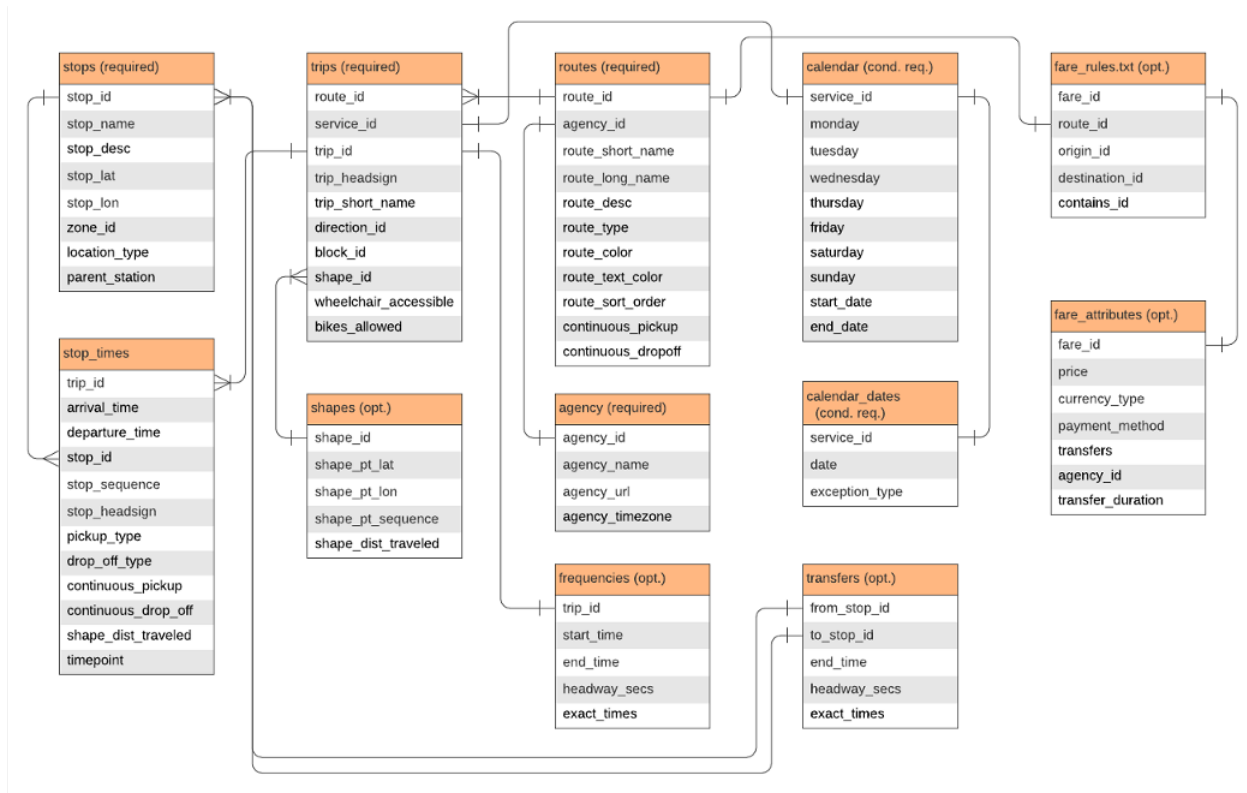 stops (required)
stop_id
stop_name
stop_desc
stop_lat
stop_lon
zone_id
location_type
parent_station
stop_times
trip_id
arrival_time
departure_time
stop_id
stop_sequence
stop_headsign
pickup_type
drop_off_type
continuous_pickup
continuous_drop_off
shape_dist_traveled
timepoint
trips (required)
route_id
service_id
trip_id
trip_headsign
trip_short_name
direction_id
block_id
shape_id
wheelchair_accessible
bikes_allowed
shapes (opt.)
shape_id
shape_pt_lat
shape_pt_lon
shape_pt_sequence
shape_dist_traveled
routes (required)
route_id
agency_id
route_short_name
route_long_name
route_desc
route_type
route_color
route_text_color
route_sort_order
continuous_pickup
continuous_dropoff
agency (required)
agency_id
agency_name
agency_url
agency_timezone
frequencies (opt.)
trip_id
start_time
end_time
headway_secs
exact_times
calendar (cond. req.)
service_id
monday
tuesday
wednesday
thursday
friday
saturday
sunday
start_date
end_date
calendar_dates
(cond. req.)
service_id
date
exception_type
transfers (opt.)
from_stop_id
to_stop_id
end_time
headway_secs
exact_times
fare_rules.txt (opt.)
fare_id
route_id
origin_id
destination_id
contains_id
fare_attributes (opt.)
fare_id
price
currency_type
payment_method
transfers
agency_id
transfer_duration